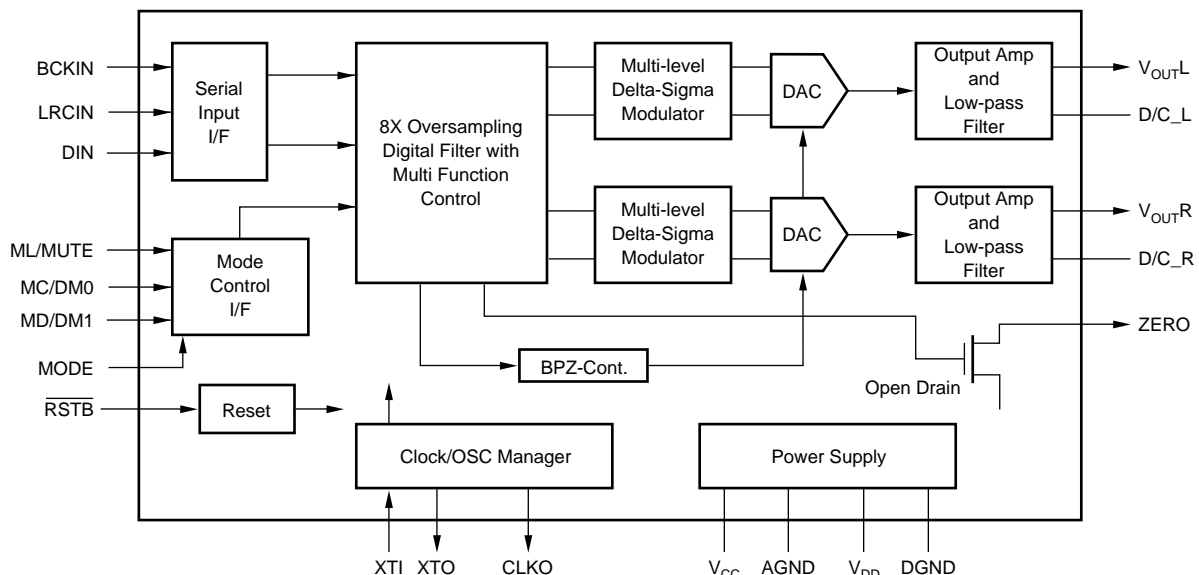 BCKIN
LRCIN
DIN
Serial
Input
I/F
ML/MUTE
MC/DM0
MD/DM1
MODE
Mode
Control
I/F
RSTB
Reset
8X Oversampling
Digital Filter with
Multi Function
Control
Multi-level
Delta-Sigma
Modulator
DAC
Output Amp
and
Low-pass
Filter
VOUTL
D/C_L
Multi-level
Delta-Sigma
Modulator
DAC
Output Amp
and
Low-pass
Filter
VOUTR
D/C_R
ZERO
BPZ-Cont.
Open Drain
Clock/OSC Manager
Power Supply
XTI
XTO
CLKO
VCC
AGND
VDD
DGND